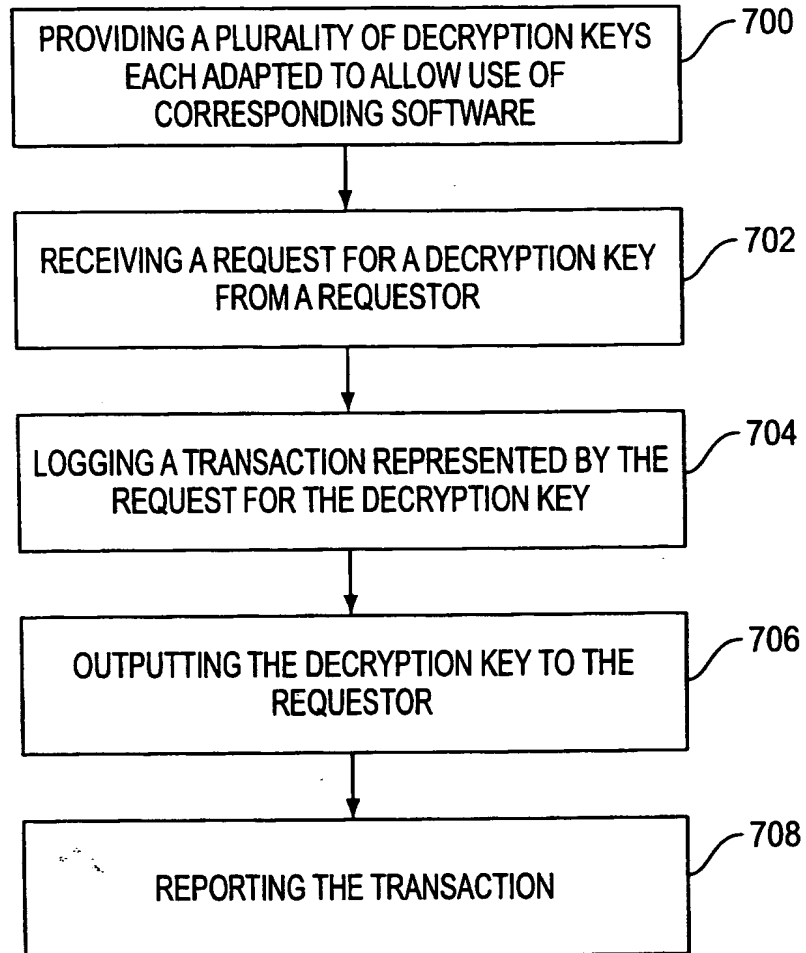 PROVIDING A PLURALITY OF DECRYPTION KEYS
EACH ADAPTED TO ALLOW USE OF
CORRESPONDING SOFTWARE
700
RECEIVING A REQUEST FOR A DECRYPTION KEY
FROM A REQUESTOR
702
LOGGING A TRANSACTION REPRESENTED BY THE
REQUEST FOR THE DECRYPTION KEY
704
OUTPUTTING THE DECRYPTION KEY TO THE
REQUESTOR
706
REPORTING THE TRANSACTION
708